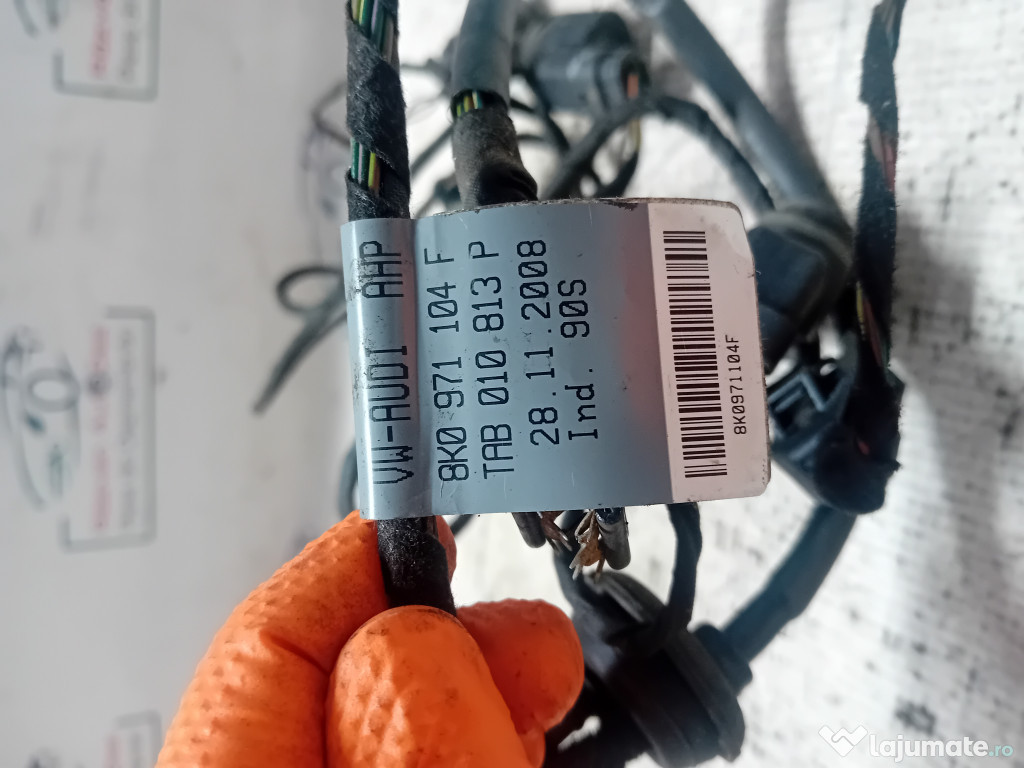 VW-AUDI AHP
8K0 971 104 F
TAB 010 813 P
28.11.2008
Ind. 90S
8K0971104F
lajumate.ro